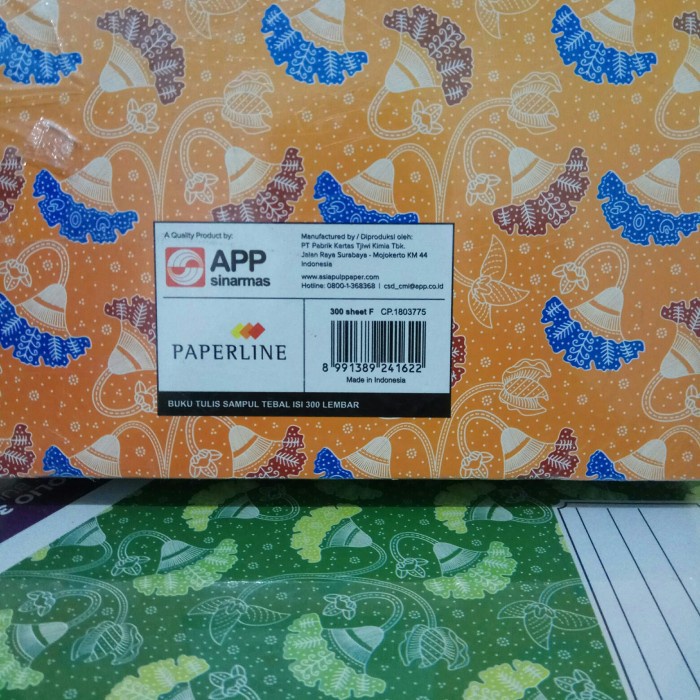 A Quality Product by:
APP
sinarmas
Manufactured by / Diproduksi oleh:
PT Pabrik Kertas Tjiwi Kimia Tbk.
Jalan Raya Surabaya - Mojokerto KM 44
Indonesia
www.asiapulppaper.com
Hotline: 0800-1-368368 | csd_cmi@app.co.id
PAPERLINE
300 sheet F CP.1803775
8 991389 241622
Made in Indonesia
BUKU TULIS SAMPUL TEBAL ISI 300 LEMBAR